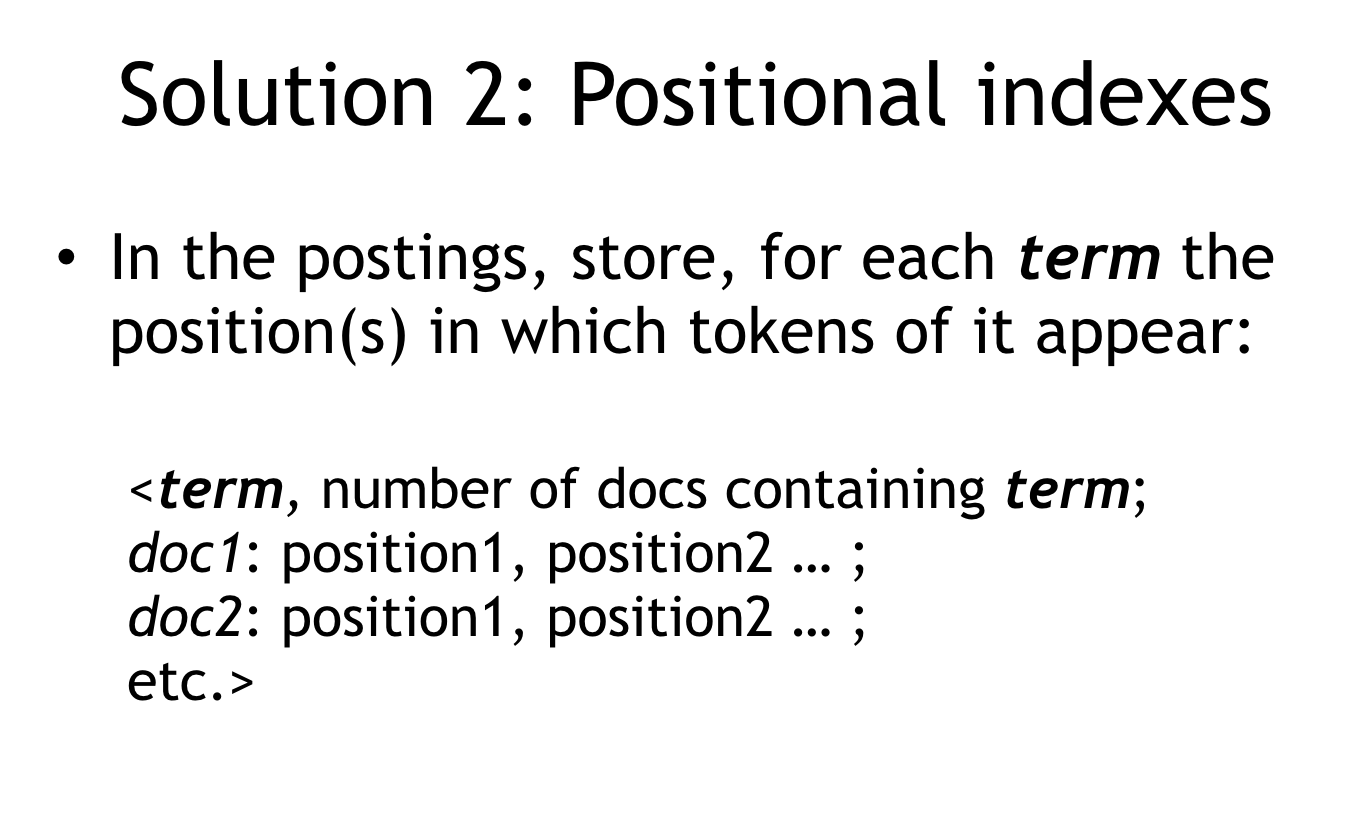 Solution 2: Positional indexes
• In the postings, store, for each term the
position(s) in which tokens of it appear:
<term, number of docs containing term;
doc1: position1, position2 … ;
doc2: position1, position2 … ;
etc.>